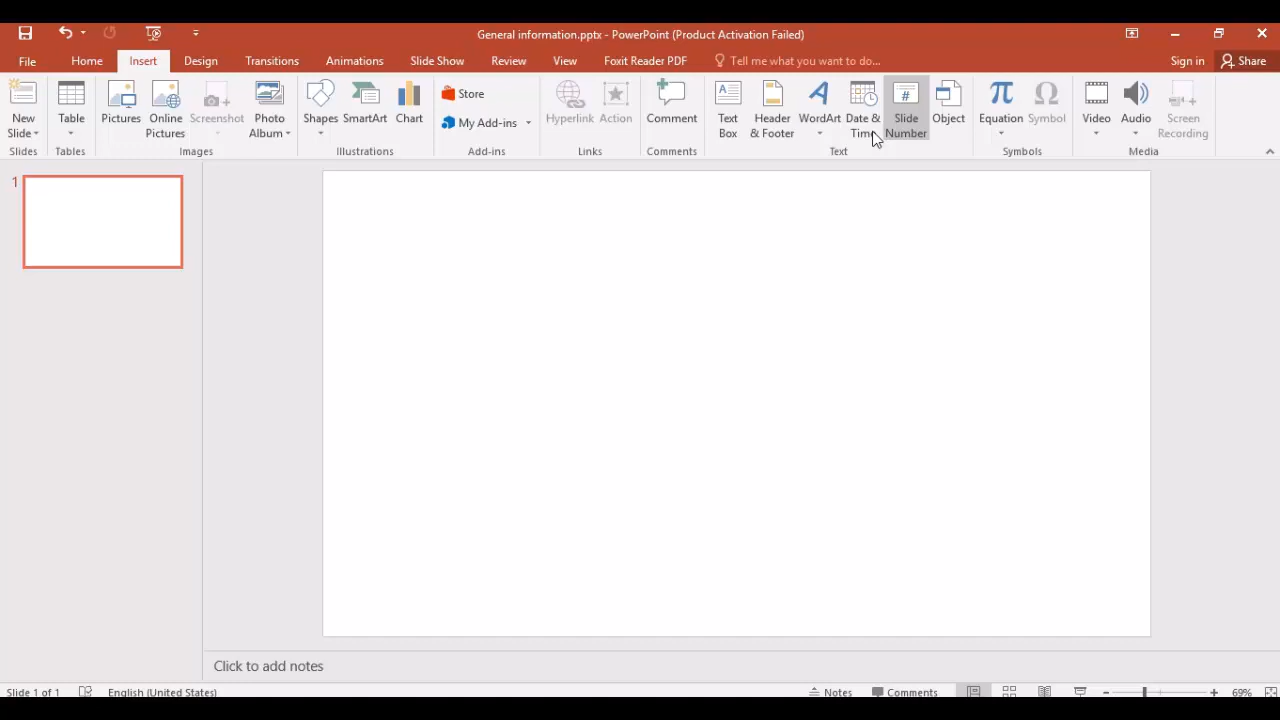 General information.pptx - PowerPoint (Product Activation Failed)
File Home Insert Design Transitions Animations Slide Show Review View Foxit Reader PDF Tell me what you want to do... Sign in Share
New Slide
Table
Pictures
Online Pictures
Screenshot
Photo Album
Shapes
SmartArt
Chart
Store
My Add-ins
Hyperlink
Action
Comment
Text Box
Header & Footer
WordArt
Date & Time
Slide Number
Object
Equation
Symbol
Video
Audio
Screen Recording
Slides Tables Images Illustrations Add-ins Links Comments Text Symbols Media
1
Click to add notes
Slide 1 of 1 English (United States) Notes Comments 69%